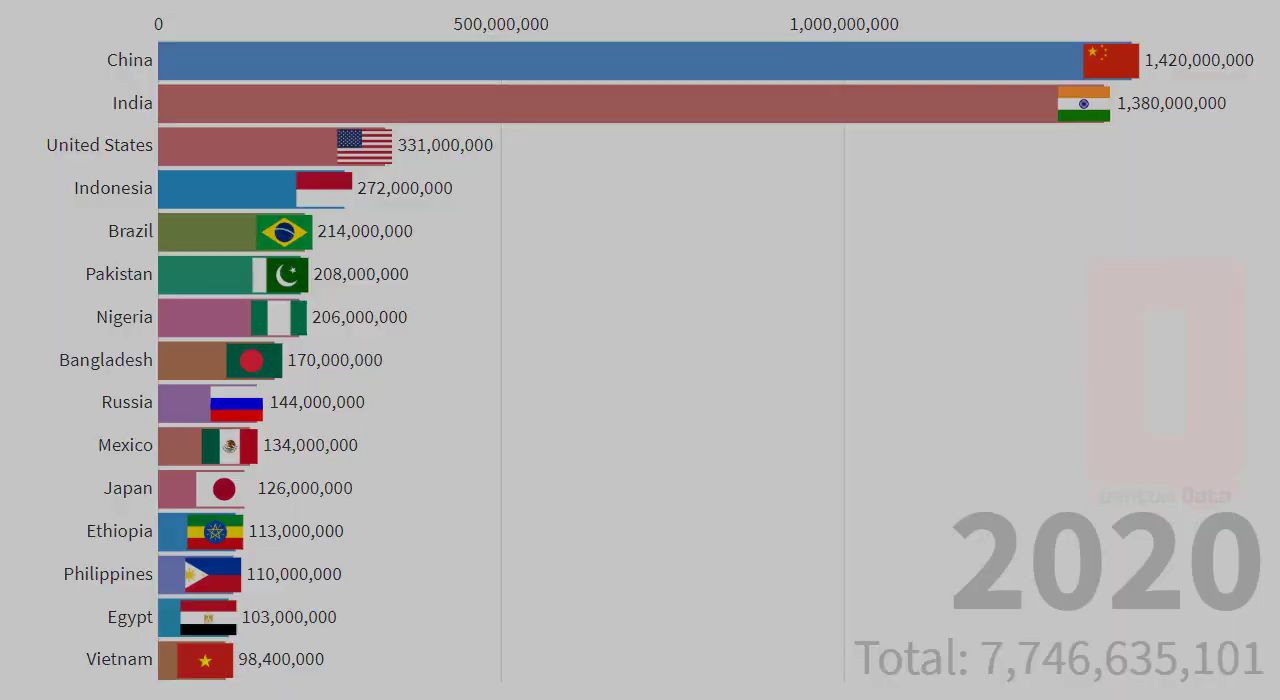 0 500,000,000 1,000,000,000
China 1,420,000,000
India 1,380,000,000
United States 331,000,000
Indonesia 272,000,000
Brazil 214,000,000
Pakistan 208,000,000
Nigeria 206,000,000
Bangladesh 170,000,000
Russia 144,000,000
Mexico 134,000,000
Japan 126,000,000
Ethiopia 113,000,000
Philippines 110,000,000
Egypt 103,000,000
Vietnam 98,400,000
Data
2020
Total: 7,746,635,101